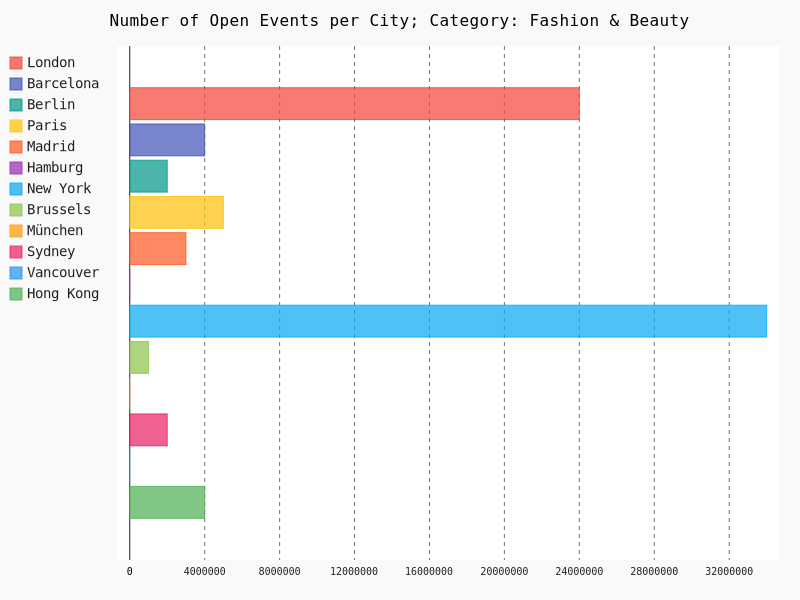 Number of Open Events per City; Category: Fashion & Beauty
London
Barcelona
Berlin
Paris
Madrid
Hamburg
New York
Brussels
München
Sydney
Vancouver
Hong Kong
0 4000000 8000000 12000000 16000000 20000000 24000000 28000000 32000000